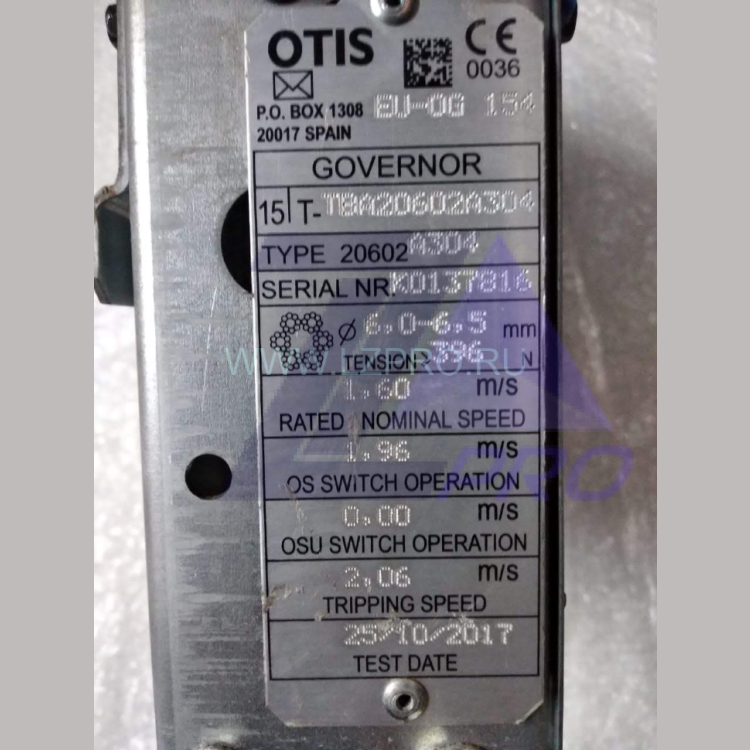 OTIS
CE
0036
P.O. BOX 1308 EU-OG 154
20017 SPAIN
GOVERNOR
15 T-TBA20602A304
TYPE 20602 A304
SERIAL NR. K0137816
Ø 6,0-6,5 mm
TENSION> 396 N
WWW.LZPRO.RU
1,60 m/s
RATED / NOMINAL SPEED
1,96 m/s
OS SWITCH OPERATION
PRO
0,00 m/s
OSU SWITCH OPERATION
2,06 m/s
TRIPPING SPEED
25/10/2017
TEST DATE